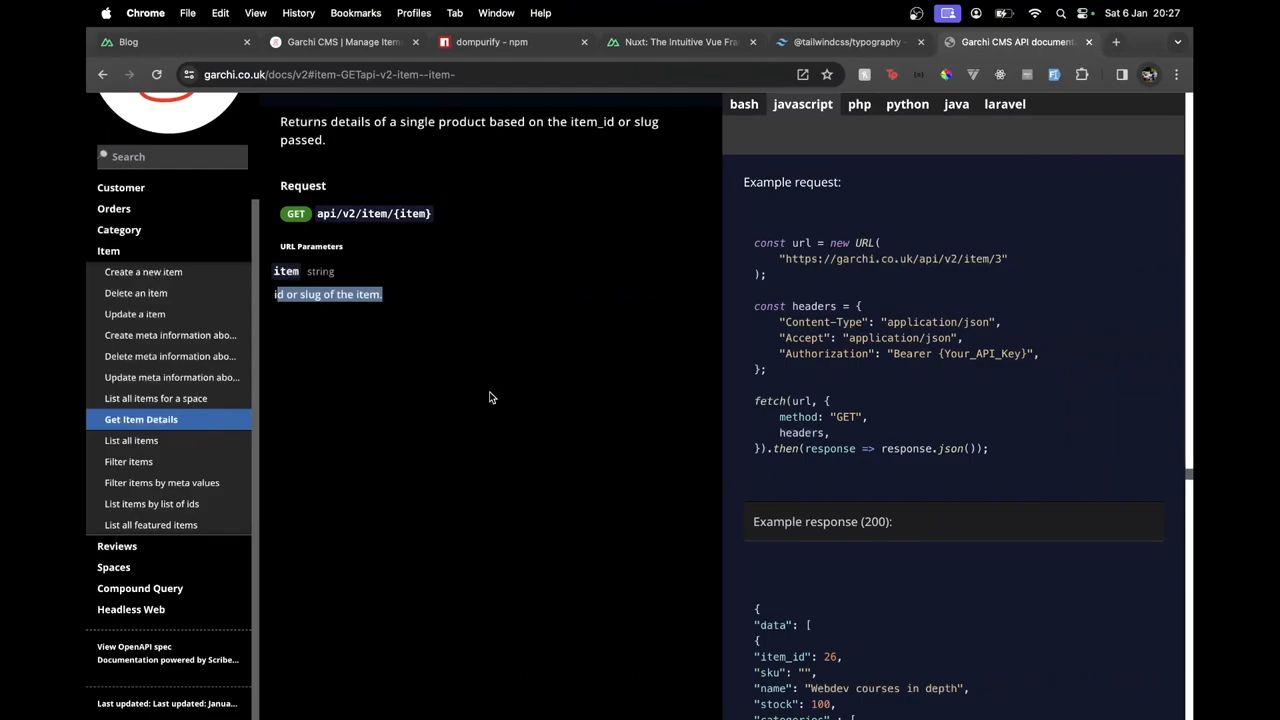 Chrome File Edit View History Bookmarks Profiles Tab Window Help Sat 6 Jan 20:27
Blog Garchi CMS | Manage Item dompurify - npm Nuxt: The Intuitive Vue Fra @tailwindcss/typography - Garchi CMS API document
garchi.co.uk/docs/v2#item-GETapi-v2-item--item-
Search
Customer
Orders
Category
Item
Create a new item
Delete an item
Update a item
Create meta information abo...
Delete meta information abo...
Update meta information abo...
List all items for a space
Get Item Details
List all items
Filter items
Filter items by meta values
List items by list of ids
List all featured items
Reviews
Spaces
Compound Query
Headless Web
View OpenAPI spec
Documentation powered by Scribe...
Last updated: Last updated: Janua...
Returns details of a single product based on the item_id or slug
passed.
Request
GET api/v2/item/{item}
URL Parameters
item string
id or slug of the item.
bash javascript php python java laravel
Example request:
const url = new URL(
"https://garchi.co.uk/api/v2/item/3"
);
const headers = {
"Content-Type": "application/json",
"Accept": "application/json",
"Authorization": "Bearer {Your_API_Key}",
};
fetch(url, {
method: "GET",
headers,
}).then(response => response.json());
Example response (200):
{
"data": [
{
"item_id": 26,
"sku": "",
"name": "Webdev courses in depth",
"stock": 100,
"categories": [